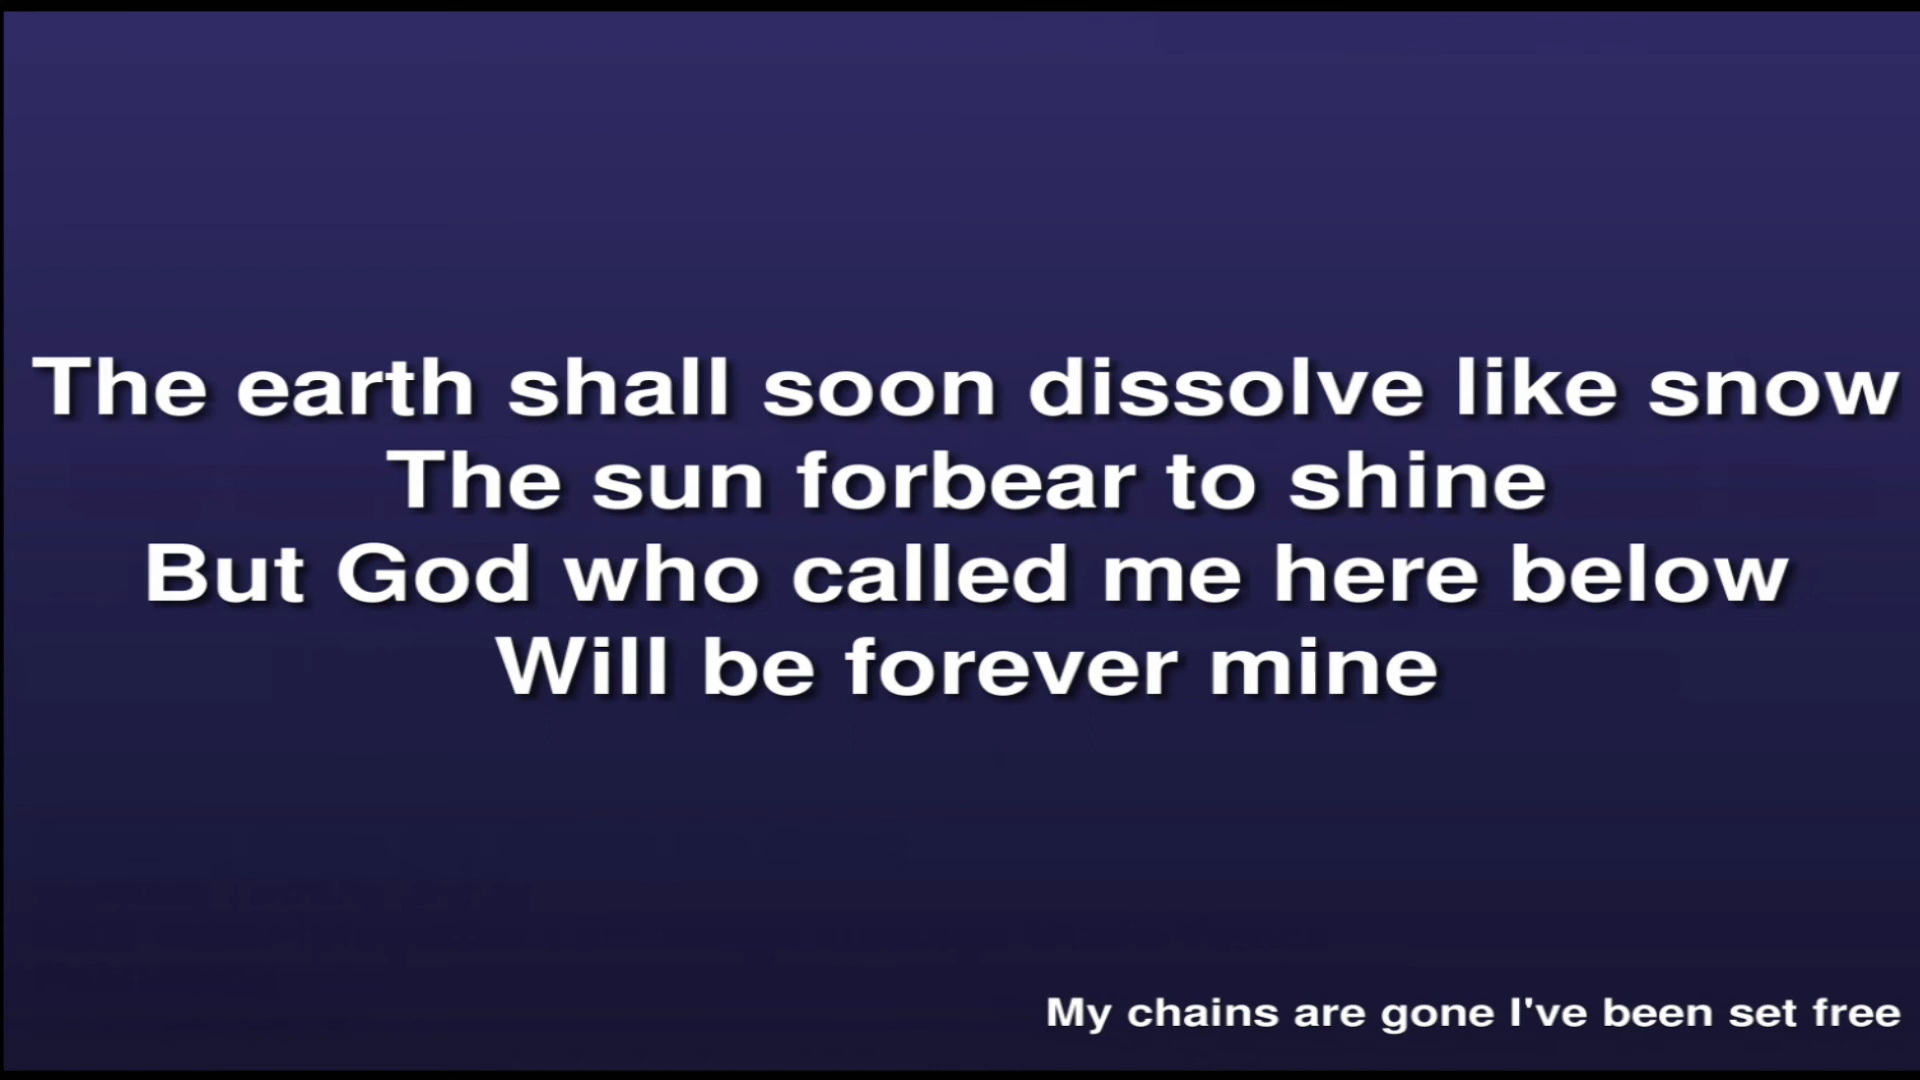 The earth shall soon dissolve like snow
The sun forbear to shine
But God who called me here below
Will be forever mine
My chains are gone I've been set free